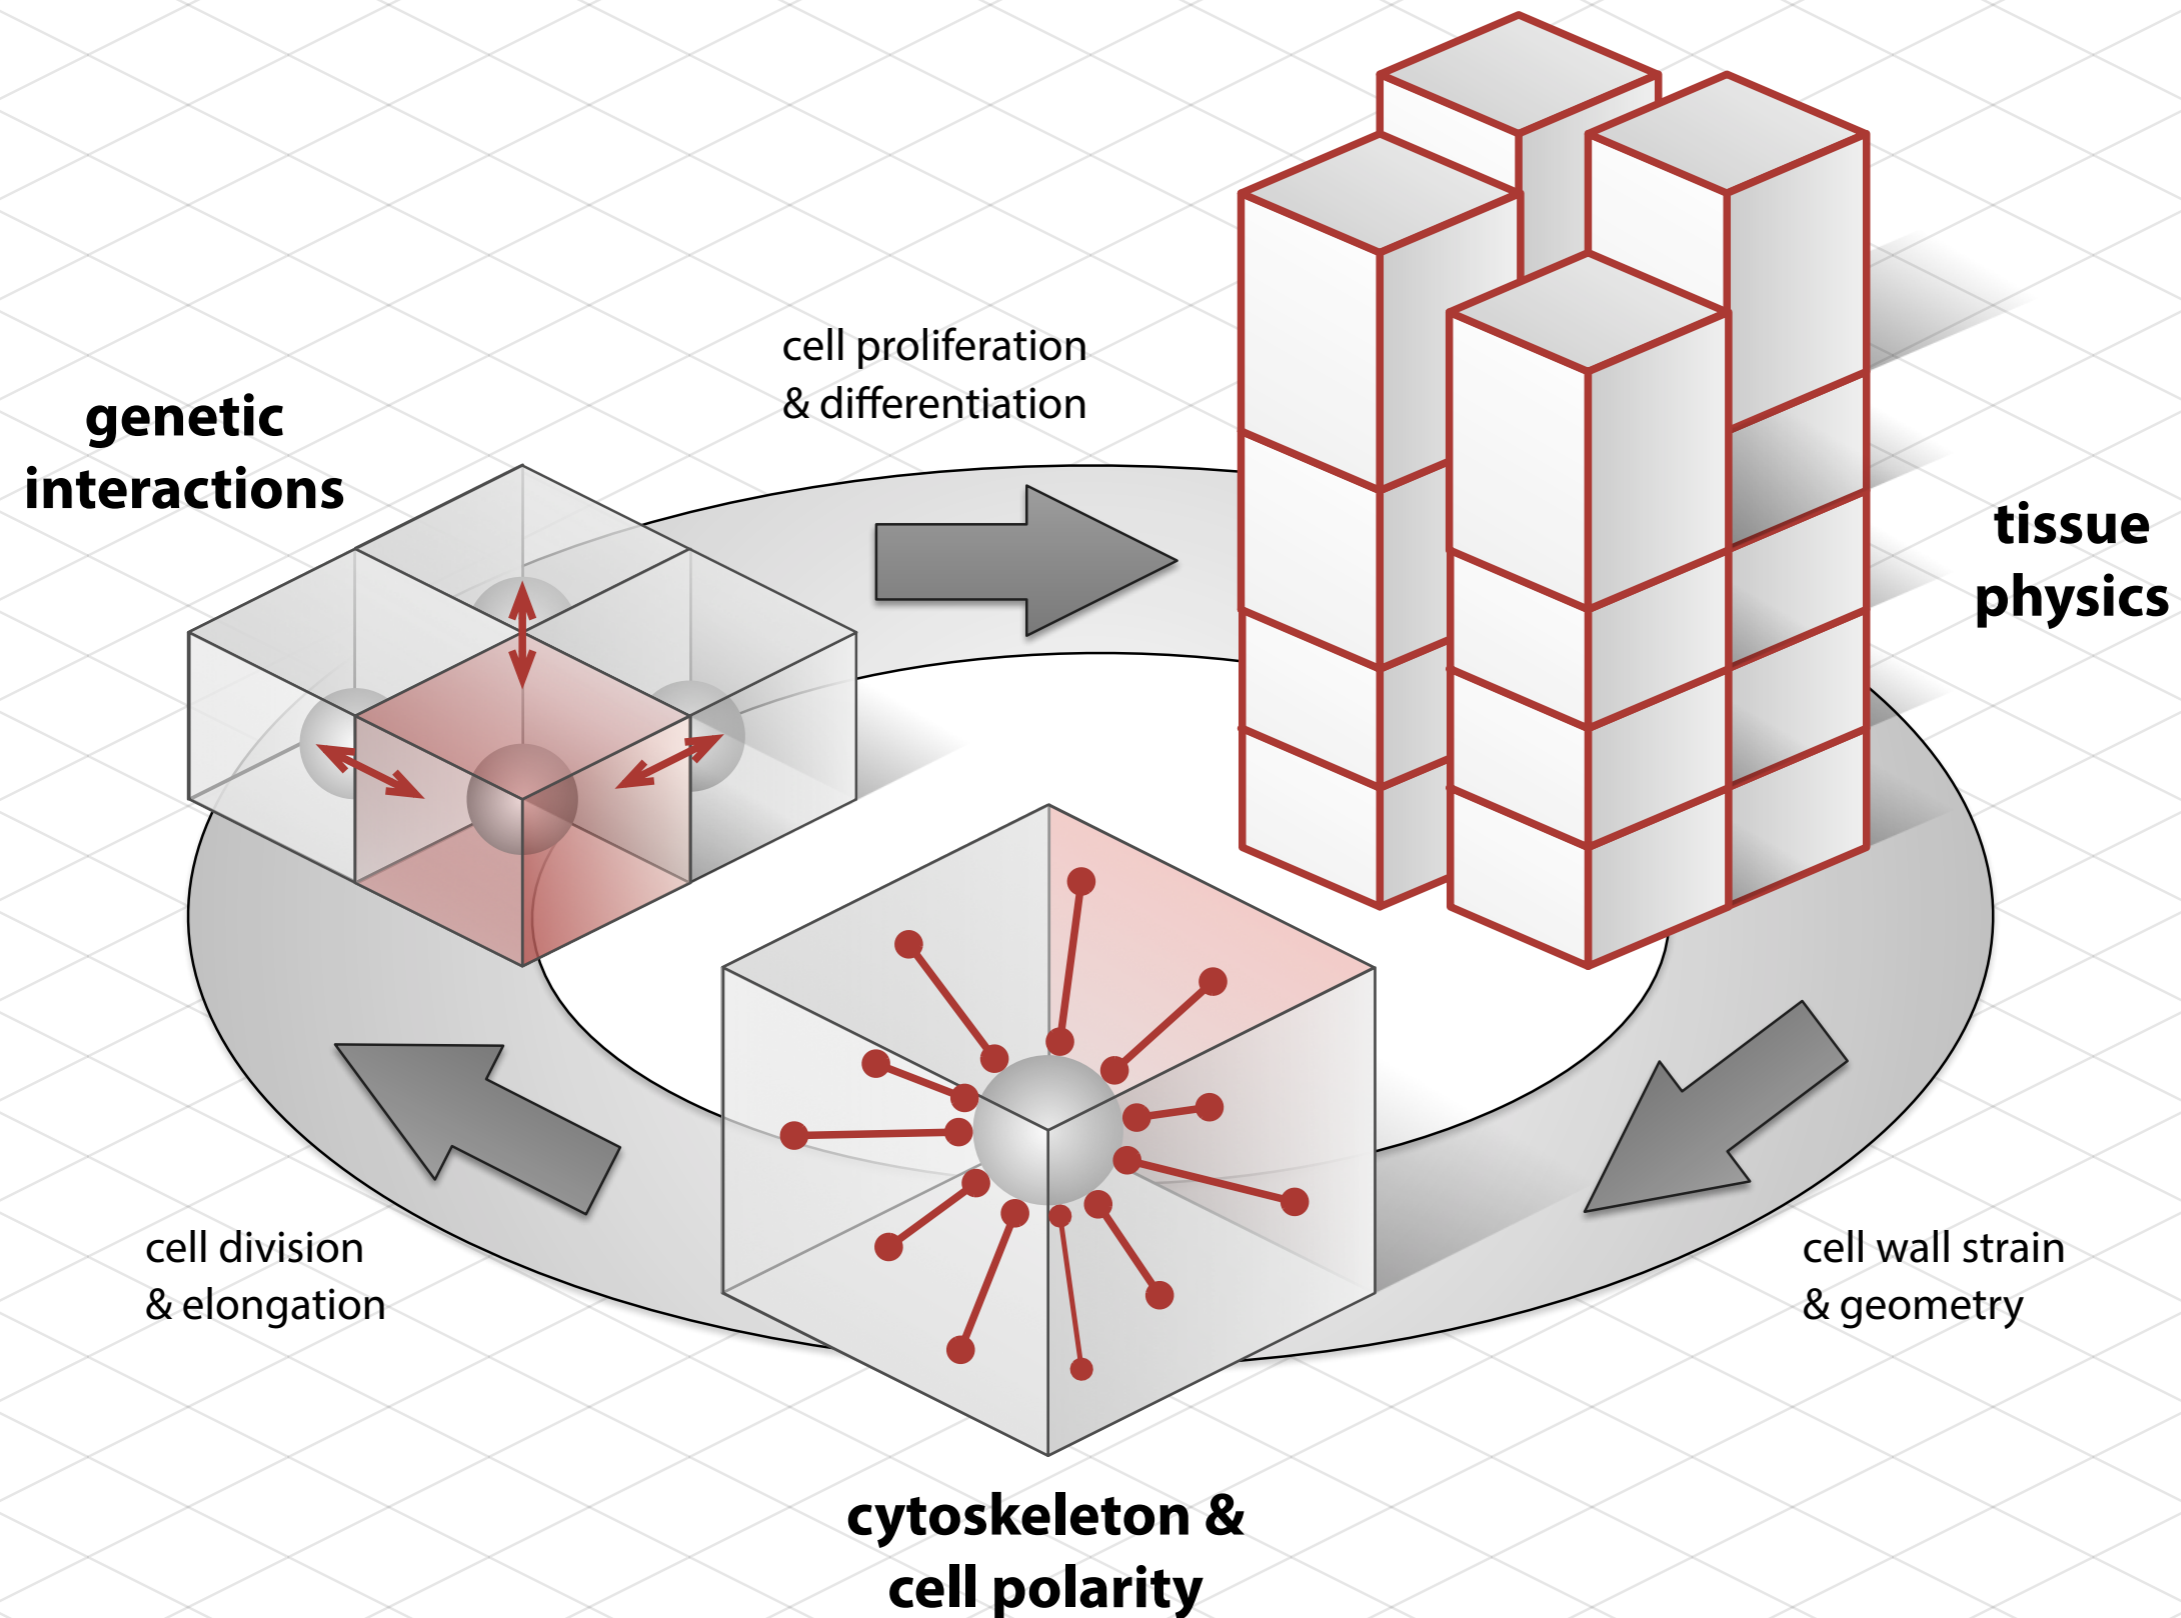 cell proliferation
& differentiation
genetic
interactions
tissue
physics
cell division
& elongation
cell wall strain
& geometry
cytoskeleton &
cell polarity